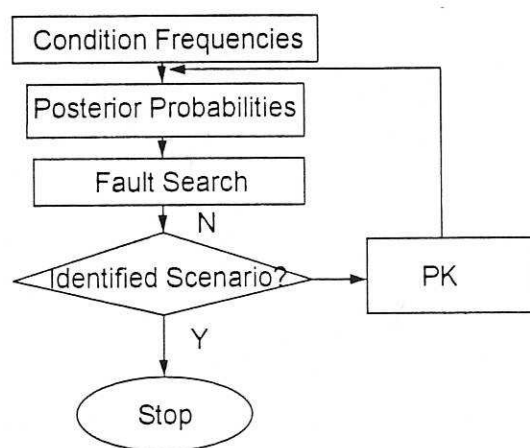 Condition Frequencies
Posterior Probabilities
Fault Search
N
Identified Scenario?
PK
Y
Stop